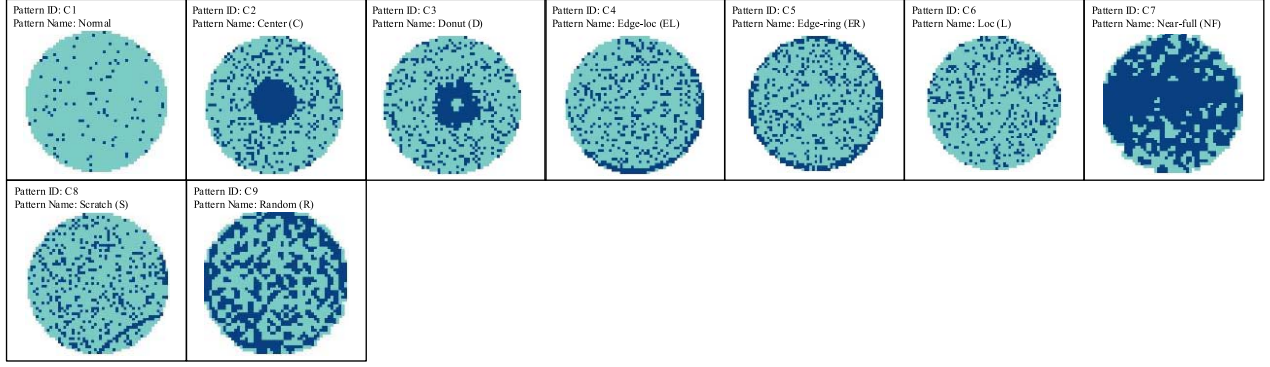 Pattern ID: C1
Pattern Name: Normal
Pattern ID: C2
Pattern Name: Center (C)
Pattern ID: C3
Pattern Name: Donut (D)
Pattern ID: C4
Pattern Name: Edge-loc (EL)
Pattern ID: C5
Pattern Name: Edge-ring (ER)
Pattern ID: C6
Pattern Name: Loc (L)
Pattern ID: C7
Pattern Name: Near-full (NF)
Pattern ID: C8
Pattern Name: Scratch (S)
Pattern ID: C9
Pattern Name: Random (R)